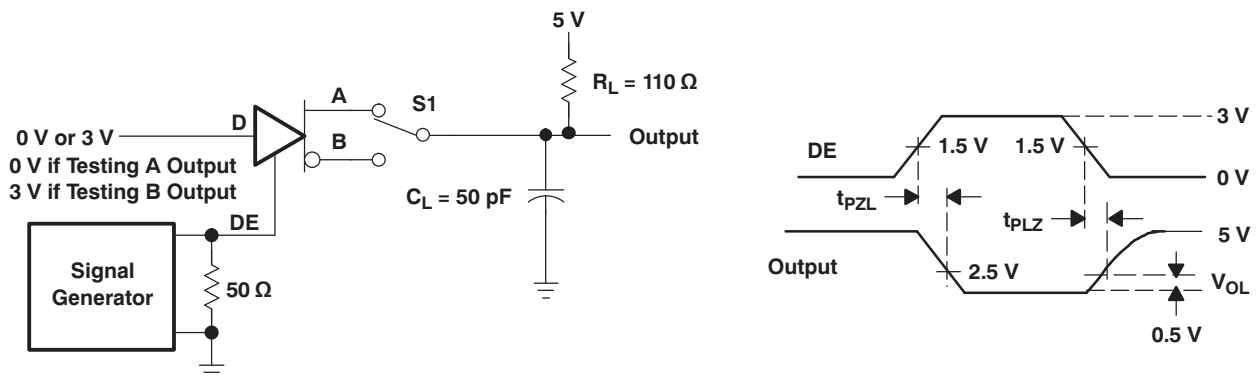 5 V
R_L = 110 Ω
A
S1
D
0 V or 3 V
B
Output
0 V if Testing A Output
3 V if Testing B Output
C_L = 50 pF
DE
Signal
Generator
50 Ω
3 V
DE
1.5 V
1.5 V
0 V
t_PZL
t_PLZ
5 V
Output
2.5 V
V_OL
0.5 V